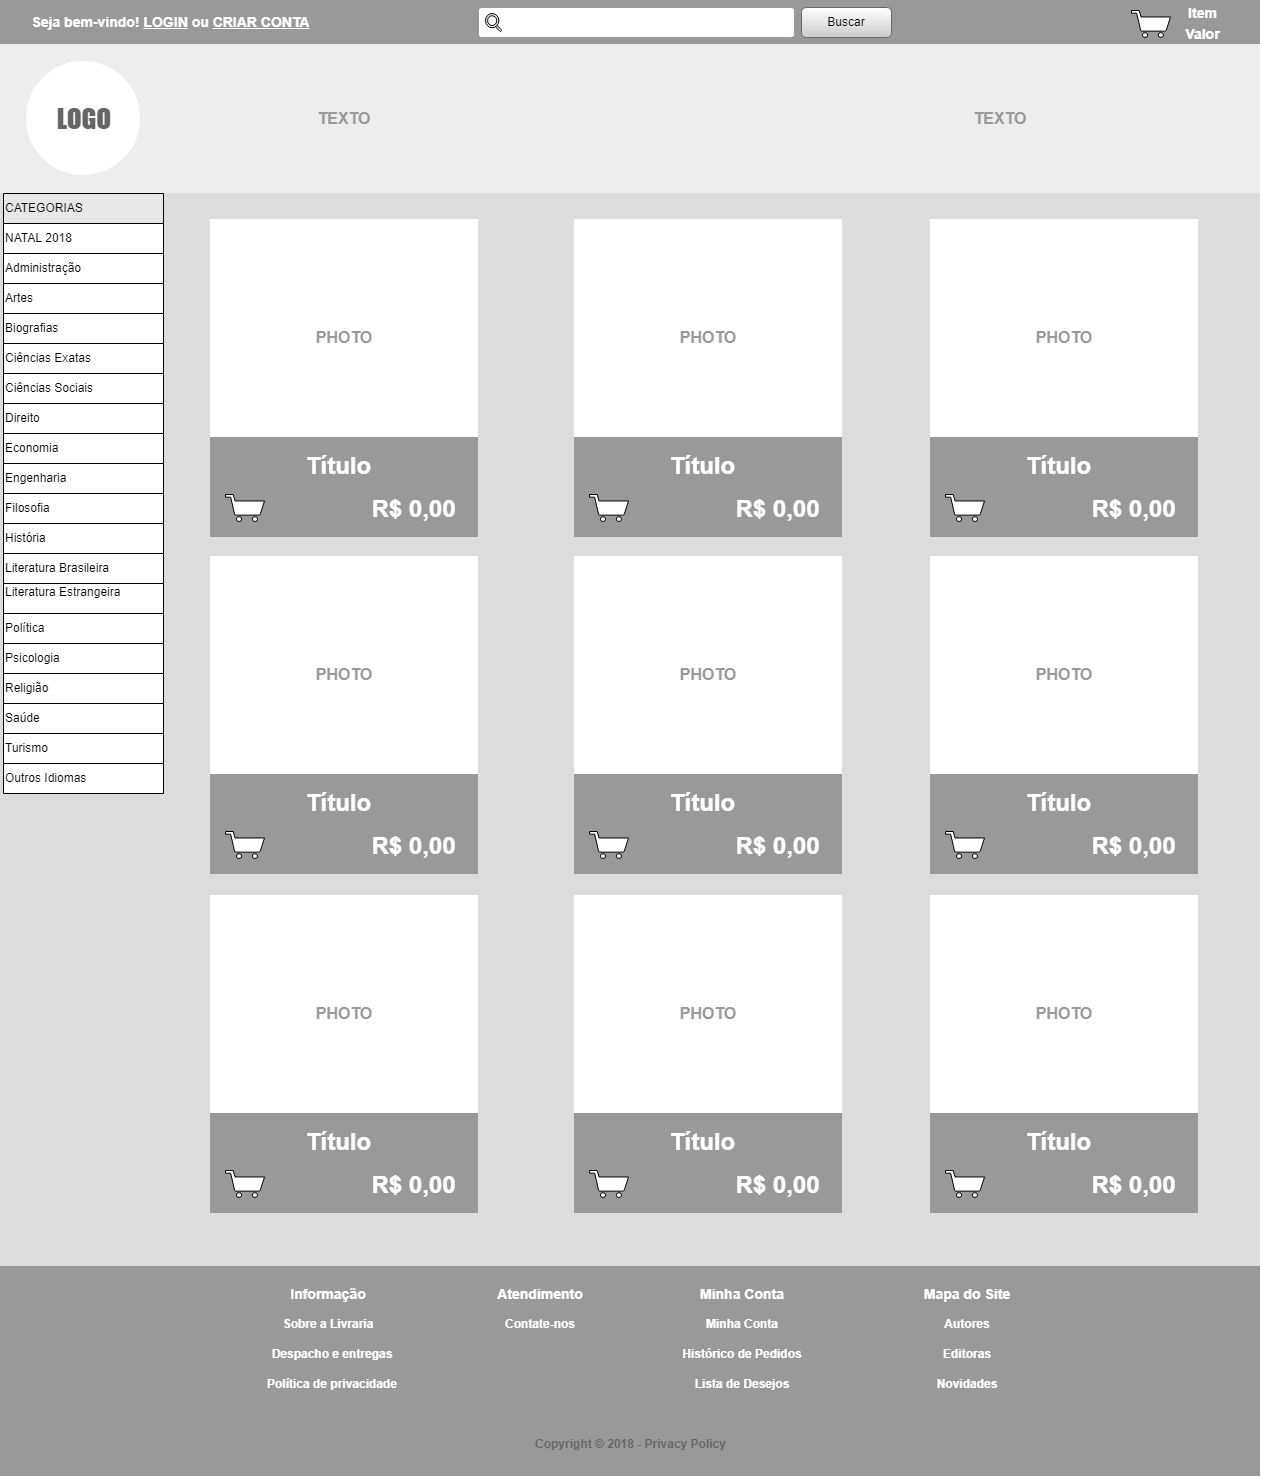 Seja bem-vindo! LOGIN ou CRIAR CONTA
Buscar
Item
Valor
LOGO
TEXTO
TEXTO
CATEGORIAS
NATAL 2018
Administração
Artes
Biografias
Ciências Exatas
Ciências Sociais
Direito
Economia
Engenharia
Filosofia
História
Literatura Brasileira
Literatura Estrangeira
Política
Psicologia
Religião
Saúde
Turismo
Outros Idiomas
PHOTO
Título
R$ 0,00
PHOTO
Título
R$ 0,00
PHOTO
Título
R$ 0,00
PHOTO
Título
R$ 0,00
PHOTO
Título
R$ 0,00
PHOTO
Título
R$ 0,00
PHOTO
Título
R$ 0,00
PHOTO
Título
R$ 0,00
PHOTO
Título
R$ 0,00
Informação
Sobre a Livraria
Despacho e entregas
Política de privacidade
Atendimento
Contate-nos
Minha Conta
Minha Conta
Histórico de Pedidos
Lista de Desejos
Mapa do Site
Autores
Editoras
Novidades
Copyright © 2018 - Privacy Policy